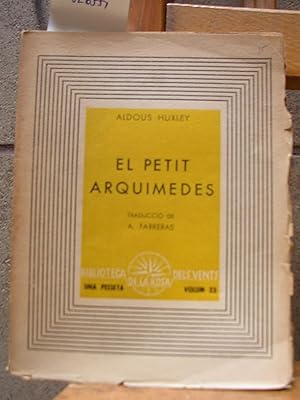 ALDOUS HUXLEY
EL PETIT
ARQUIMEDES
TRADUCCIÓ DE
A. FARRERAS
BIBLIOTECA DE LA ROSA DELS VENTS
UNA PESSETA VOLUM 23